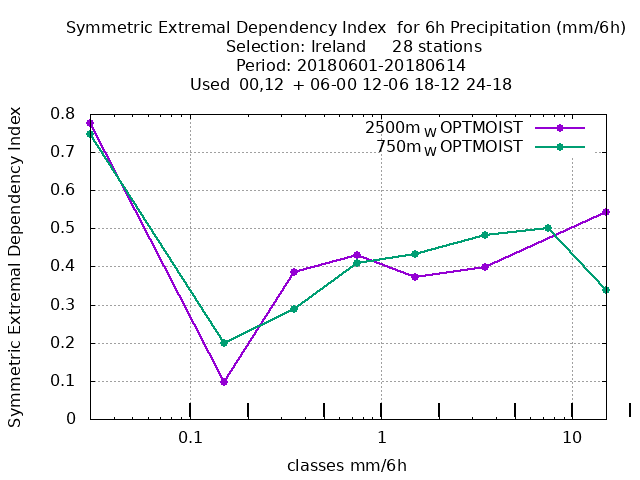 Symmetric Extremal Dependency Index for 6h Precipitation (mm/6h)
Selection: Ireland 28 stations
Period: 20180601-20180614
Used 00,12 + 06-00 12-06 18-12 24-18
Symmetric Extremal Dependency Index
0.8
0.7
0.6
0.5
0.4
0.3
0.2
0.1
0
2500m W OPTMOIST
750m W OPTMOIST
0.1 1 10
classes mm/6h